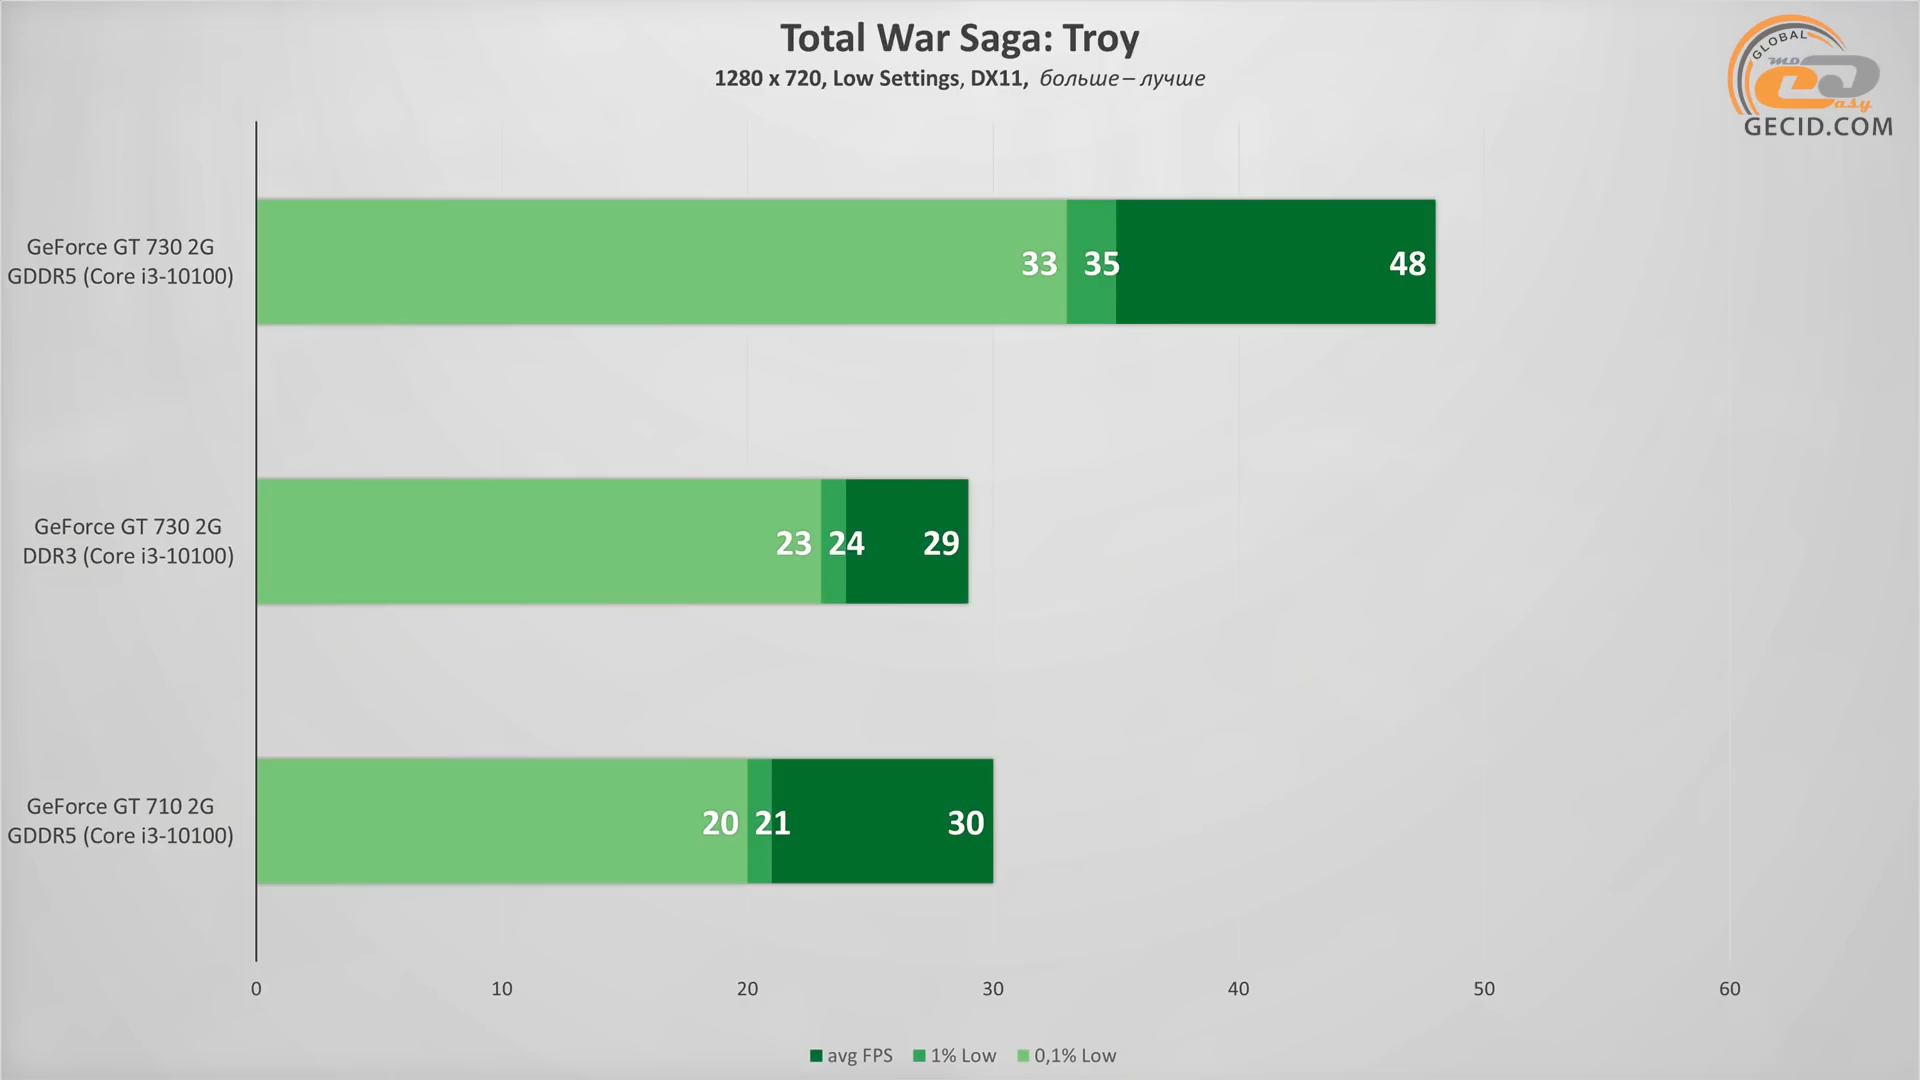 Total War Saga: Troy
1280 x 720, Low Settings, DX11, больше – лучше
GLOBAL
mo
asy
GECID.COM
GeForce GT 730 2G
GDDR5 (Core i3-10100)
33 35 48
GeForce GT 730 2G
DDR3 (Core i3-10100)
23 24 29
GeForce GT 710 2G
GDDR5 (Core i3-10100)
20 21 30
0 10 20 30 40 50 60
avg FPS 1% Low 0,1% Low